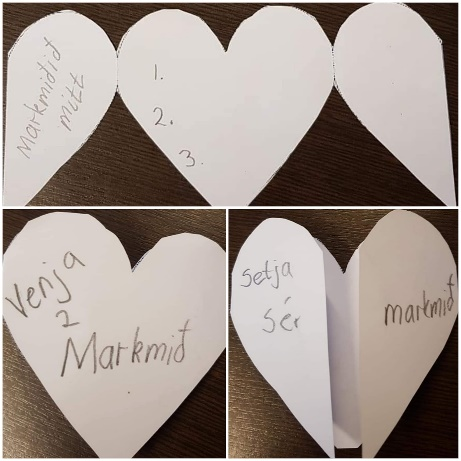 Markmiðið
mitt
1.
2.
3.
Venja
2
Markmið
Setja
sér
markmið